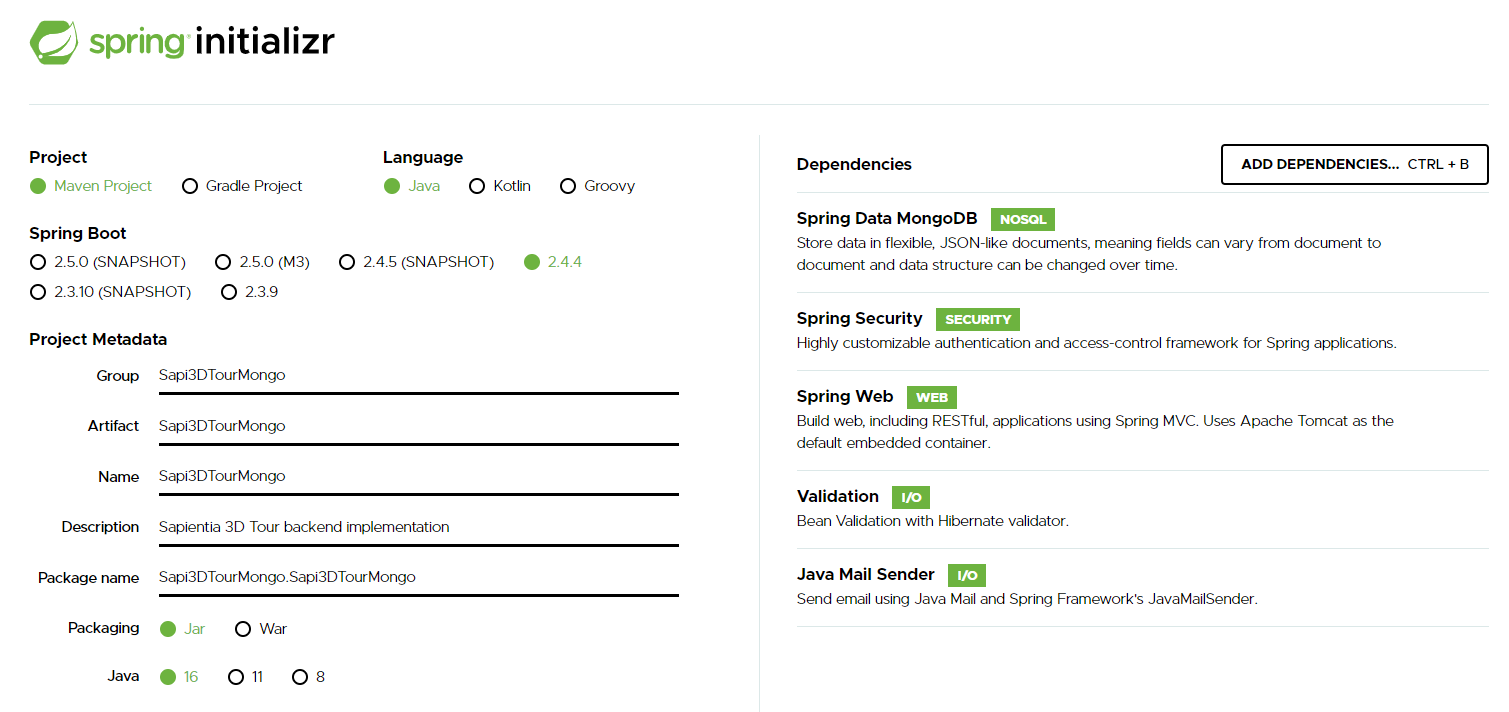 spring initializr
Project
Maven Project Gradle Project
Language
Java Kotlin Groovy
Spring Boot
2.5.0 (SNAPSHOT) 2.5.0 (M3) 2.4.5 (SNAPSHOT) 2.4.4
2.3.10 (SNAPSHOT) 2.3.9
Project Metadata
Group Sapi3DTourMongo
Artifact Sapi3DTourMongo
Name Sapi3DTourMongo
Description Sapientia 3D Tour backend implementation
Package name Sapi3DTourMongo.Sapi3DTourMongo
Packaging Jar War
Java 16 11 8
Dependencies
ADD DEPENDENCIES... CTRL + B
Spring Data MongoDB NOSQL
Store data in flexible, JSON-like documents, meaning fields can vary from document to
document and data structure can be changed over time.
Spring Security SECURITY
Highly customizable authentication and access-control framework for Spring applications.
Spring Web WEB
Build web, including RESTful, applications using Spring MVC. Uses Apache Tomcat as the
default embedded container.
Validation I/O
Bean Validation with Hibernate validator.
Java Mail Sender I/O
Send email using Java Mail and Spring Framework's JavaMailSender.